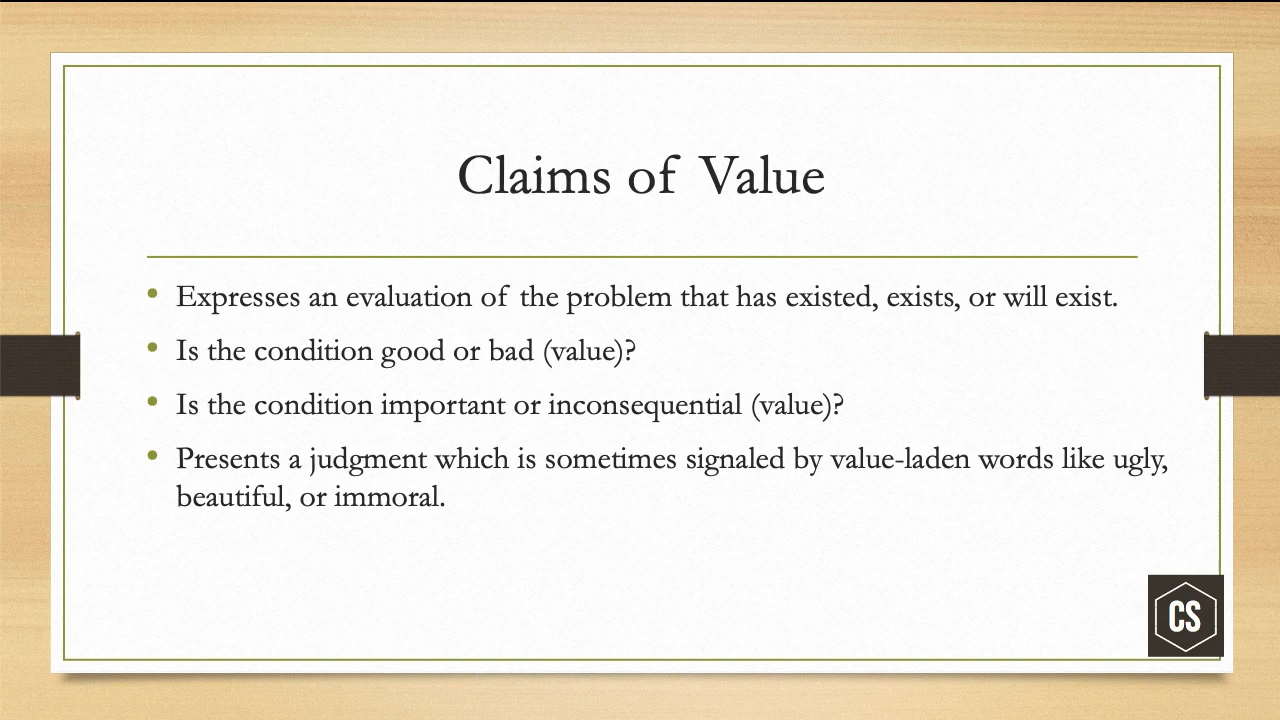 Claims of Value
• Expresses an evaluation of the problem that has existed, exists, or will exist.
• Is the condition good or bad (value)?
• Is the condition important or inconsequential (value)?
• Presents a judgment which is sometimes signaled by value-laden words like ugly,
beautiful, or immoral.
CS